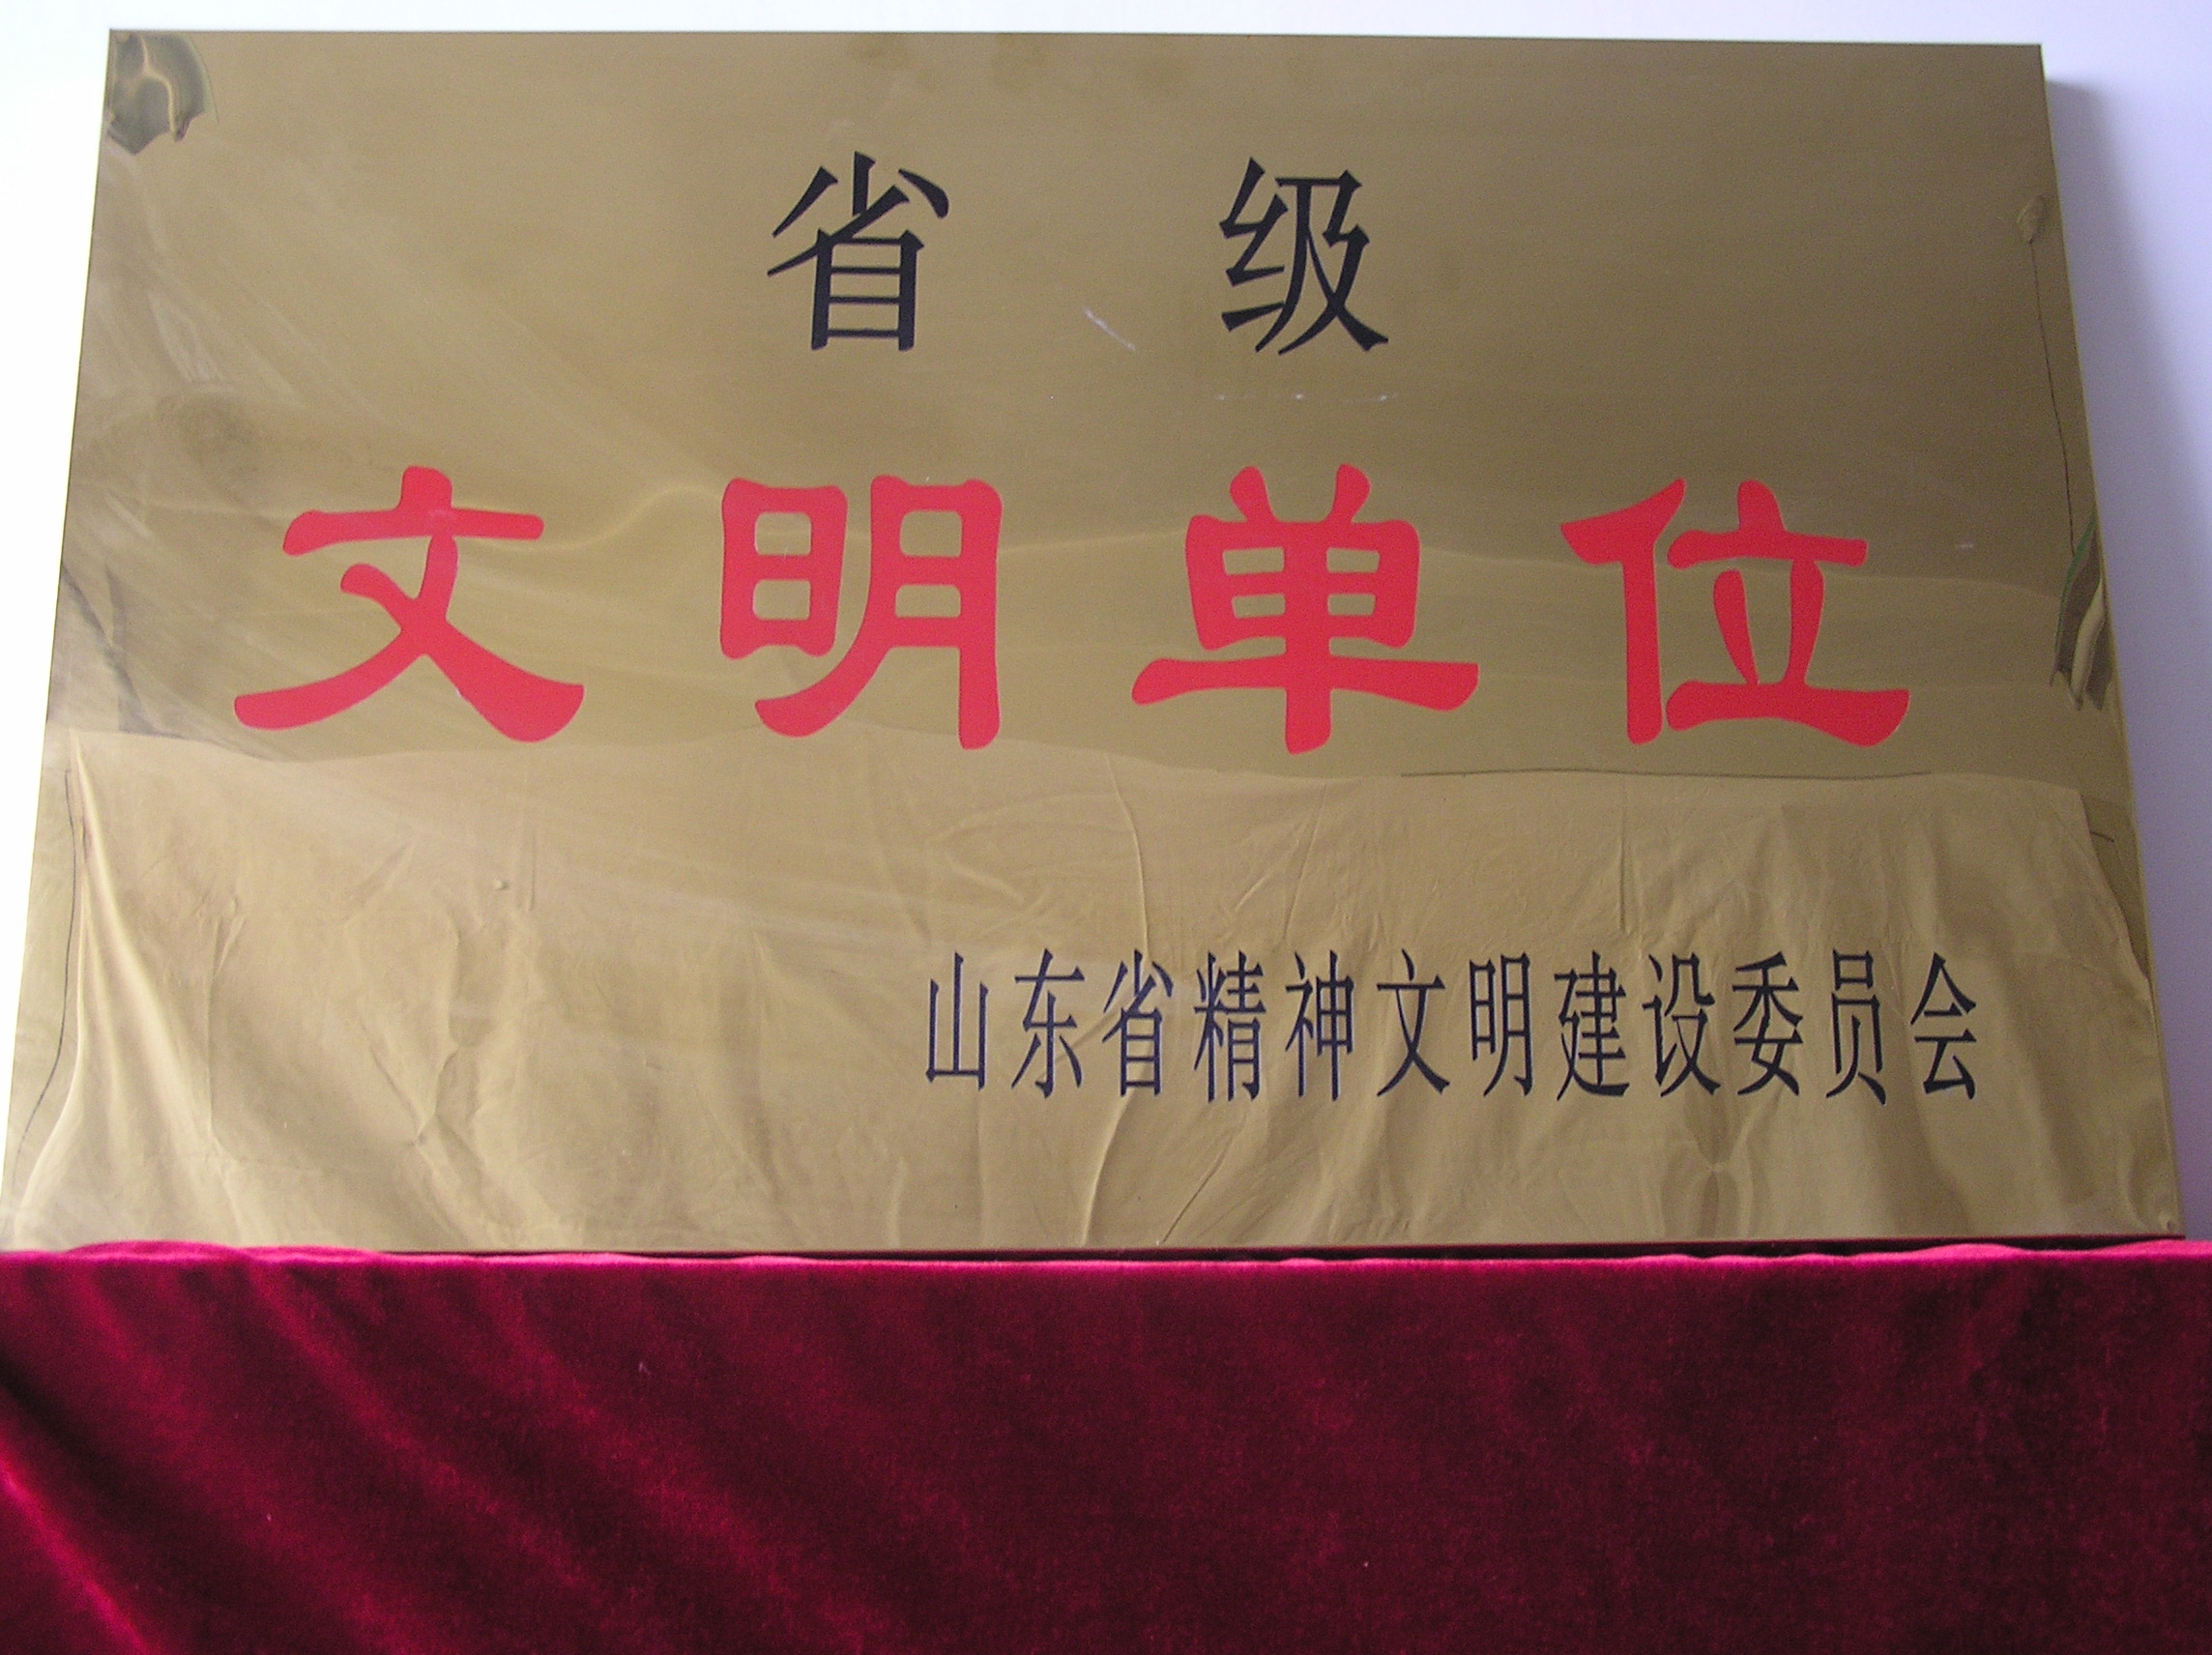 省级
文明单位
山东省精神文明建设委员会